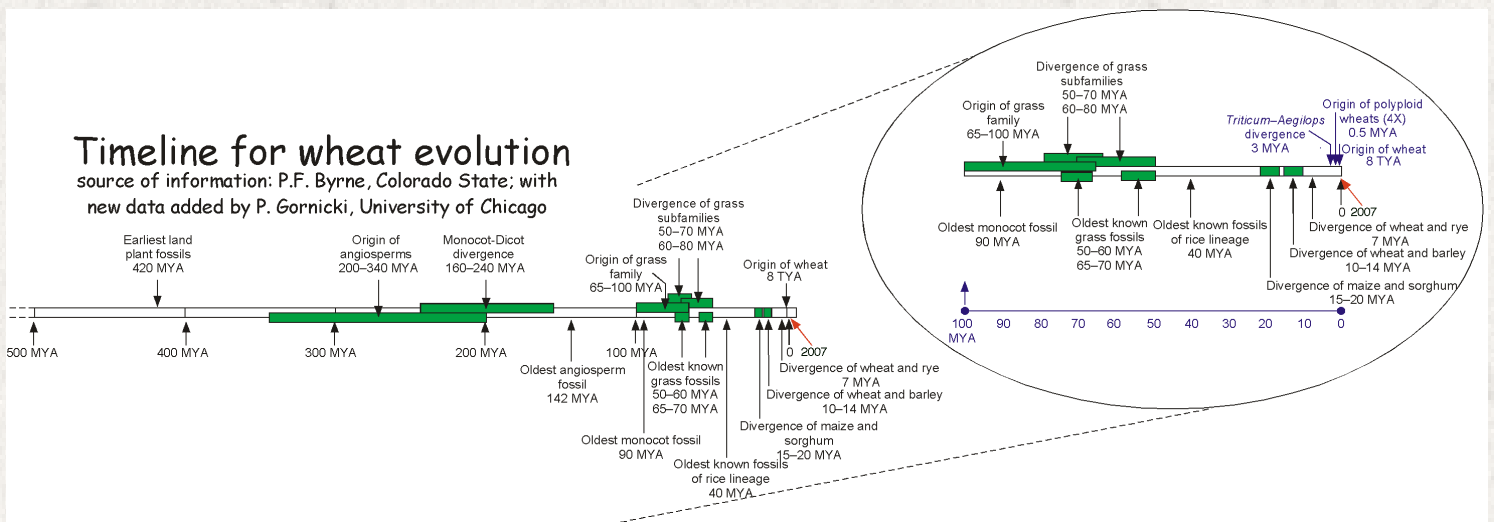 Timeline for wheat evolution
source of information: P.F. Byrne, Colorado State; with
new data added by P. Gornicki, University of Chicago
Earliest land
plant fossils
420 MYA
Origin of
angiosperms
200–340 MYA
Monocot-Dicot
divergence
160–240 MYA
Divergence of grass
subfamilies
50–70 MYA
60–80 MYA
Origin of grass
family
65–100 MYA
Origin of wheat
8 TYA
500 MYA
400 MYA
300 MYA
200 MYA
100 MYA
0
2007
Oldest angiosperm
fossil
142 MYA
Oldest monocot fossil
90 MYA
Oldest known
grass fossils
50–60 MYA
65–70 MYA
Oldest known fossils
of rice lineage
40 MYA
Divergence of wheat and rye
7 MYA
Divergence of wheat and barley
10–14 MYA
Divergence of maize and
sorghum
15–20 MYA
Origin of grass
family
65–100 MYA
Divergence of grass
subfamilies
50–70 MYA
60–80 MYA
Triticum–Aegilops
divergence
3 MYA
Origin of polyploid
wheats (4X)
0.5 MYA
Origin of wheat
8 TYA
Oldest monocot fossil
90 MYA
Oldest known
grass fossils
50–60 MYA
65–70 MYA
Oldest known fossils
of rice lineage
40 MYA
0
2007
Divergence of wheat and rye
7 MYA
Divergence of wheat and barley
10–14 MYA
Divergence of maize and sorghum
15–20 MYA
100 90 80 70 60 50 40 30 20 10 0
MYA